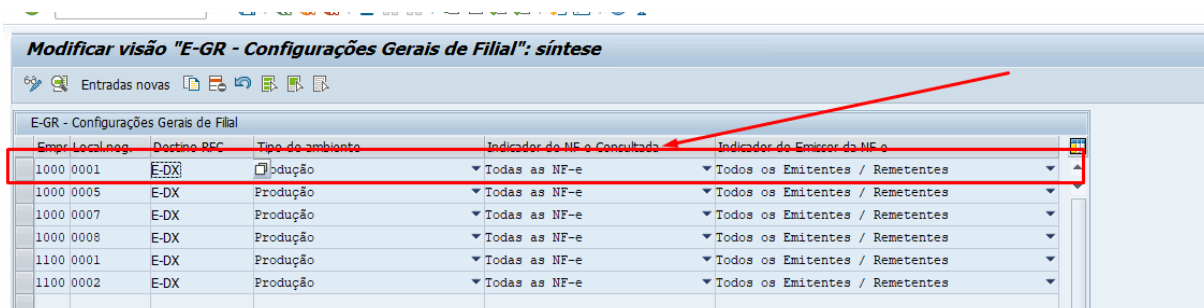 Modificar visão "E-GR - Configurações Gerais de Filial": síntese
Entradas novas
E-GR - Configurações Gerais de Filial
Empr Local.neg. Destino RFC Tipo de ambiente Indicador de NF-e Consultada Indicador do Emissor da NF-e
1000 0001 E-DX odução Todas as NF-e Todos os Emitentes / Remetentes
1000 0005 E-DX Produção Todas as NF-e Todos os Emitentes / Remetentes
1000 0007 E-DX Produção Todas as NF-e Todos os Emitentes / Remetentes
1000 0008 E-DX Produção Todas as NF-e Todos os Emitentes / Remetentes
1100 0001 E-DX Produção Todas as NF-e Todos os Emitentes / Remetentes
1100 0002 E-DX Produção Todas as NF-e Todos os Emitentes / Remetentes